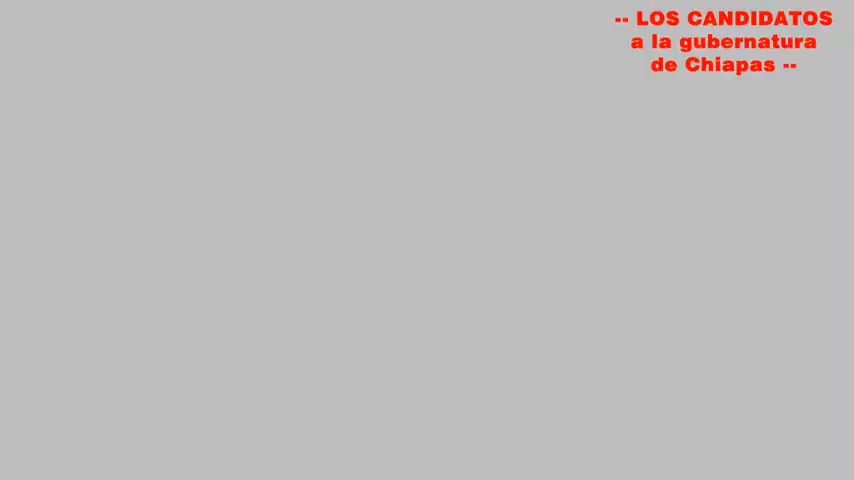 -- LOS CANDIDATOS
a la gubernatura
de Chiapas --